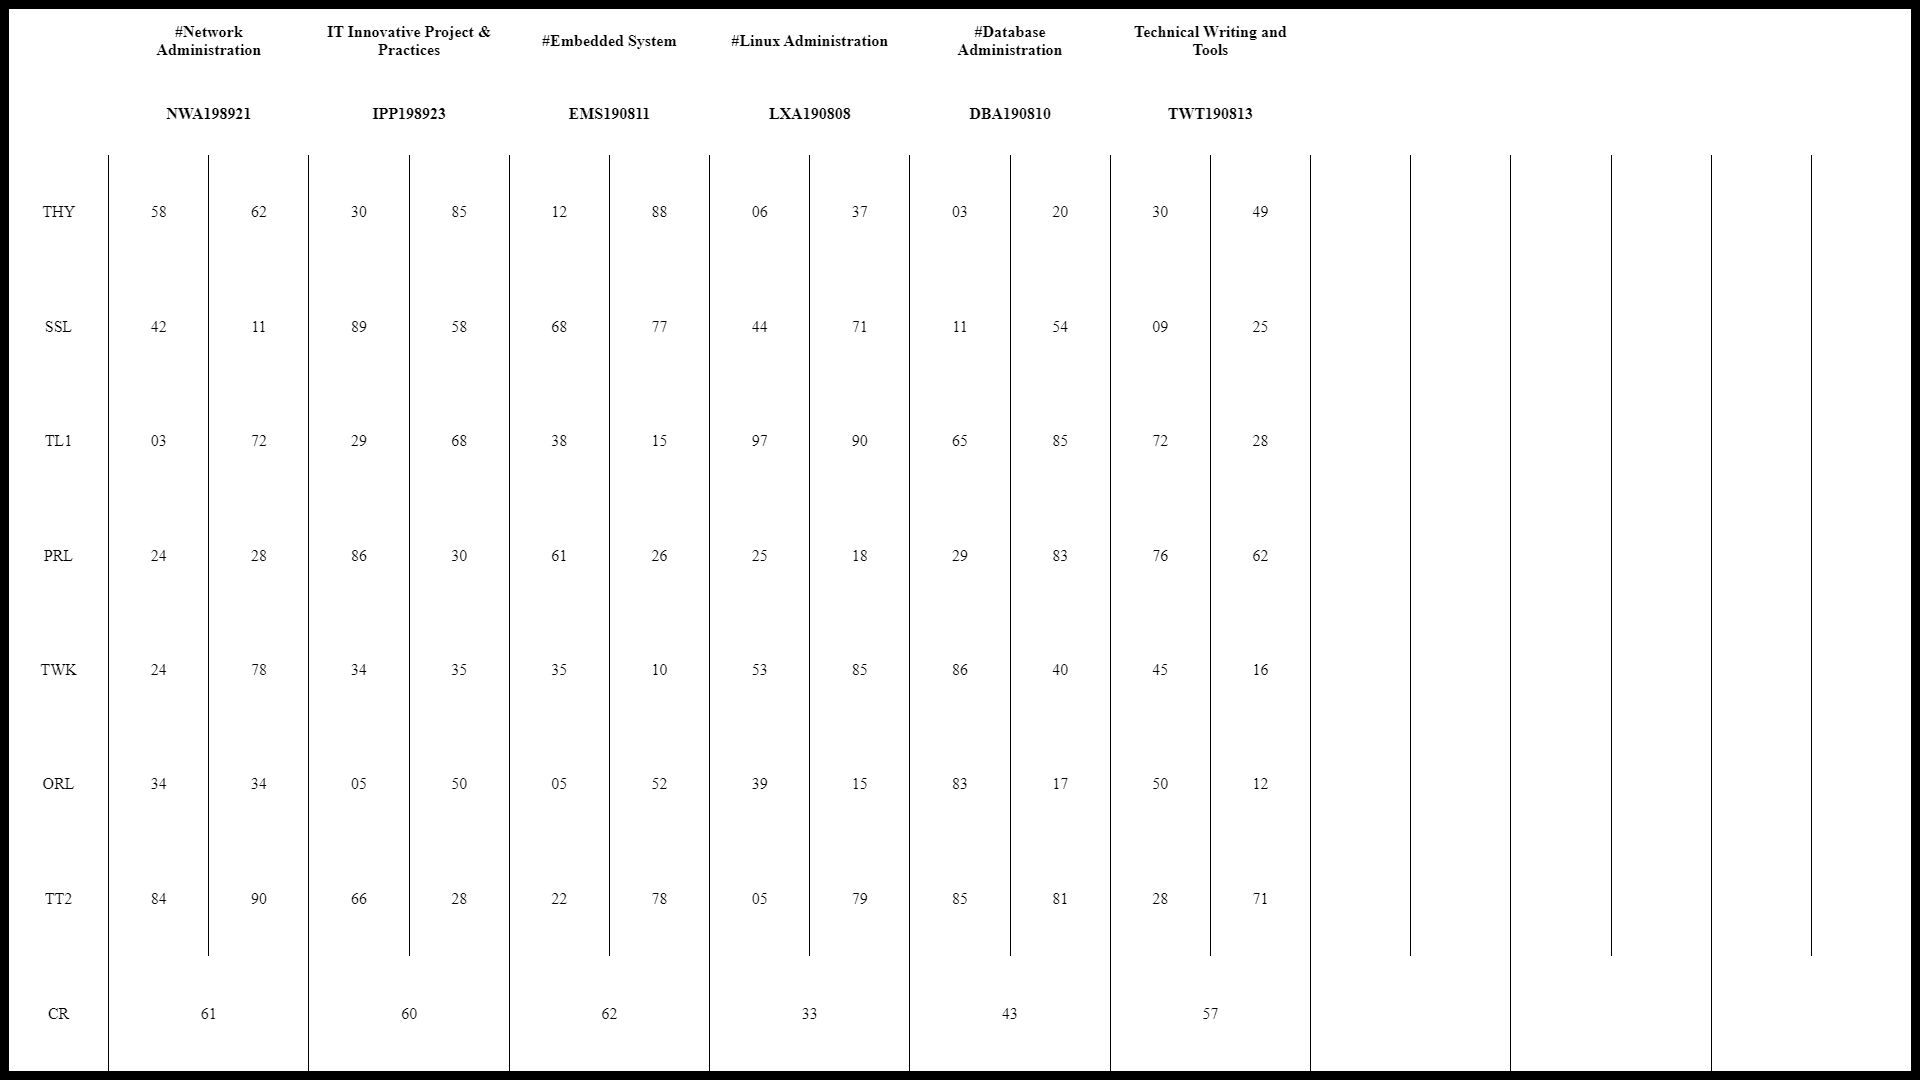 #Network Administration IT Innovative Project & Practices #Embedded System #Linux Administration #Database Administration Technical Writing and Tools
NWA198921 IPP198923 EMS190811 LXA190808 DBA190810 TWT190813
THY 58 62 30 85 12 88 06 37 03 20 30 49
SSL 42 11 89 58 68 77 44 71 11 54 09 25
TL1 03 72 29 68 38 15 97 90 65 85 72 28
PRL 24 28 86 30 61 26 25 18 29 83 76 62
TWK 24 78 34 35 35 10 53 85 86 40 45 16
ORL 34 34 05 50 05 52 39 15 83 17 50 12
TT2 84 90 66 28 22 78 05 79 85 81 28 71
CR 61 60 62 33 43 57